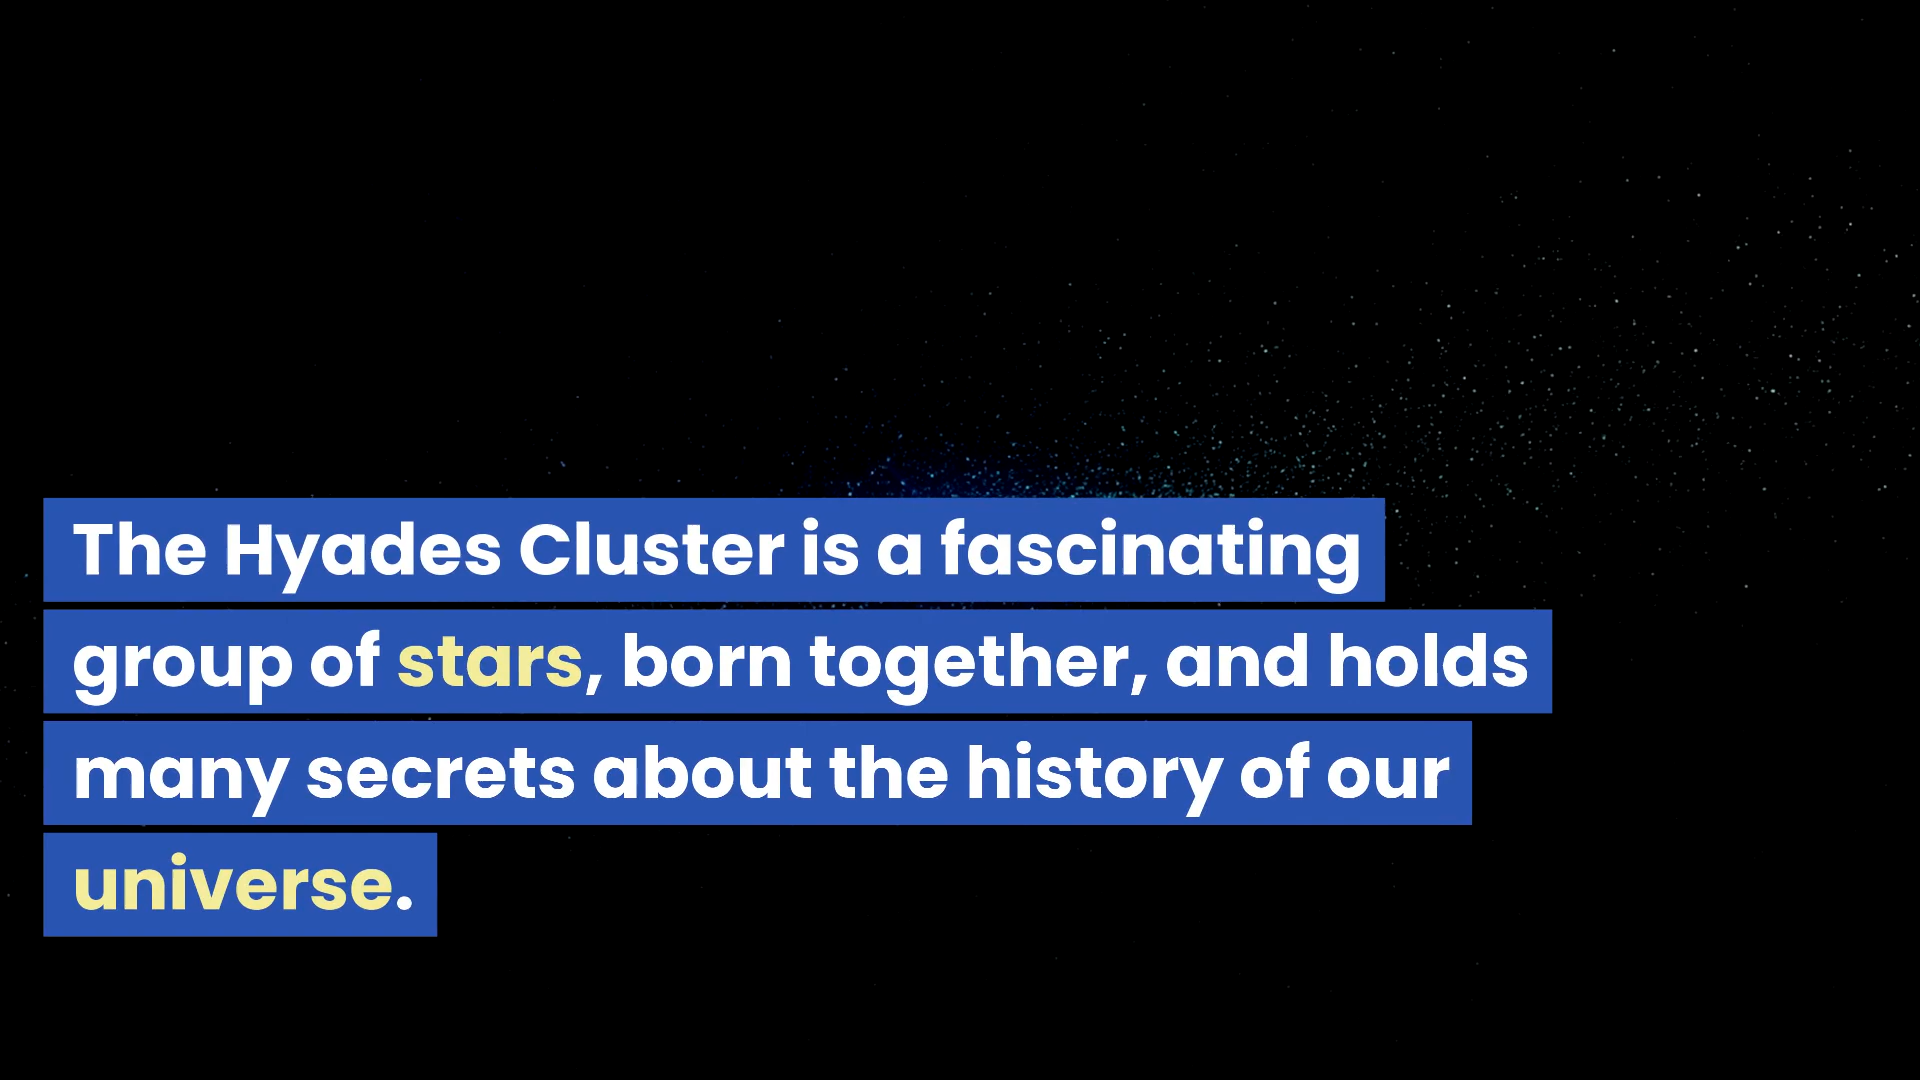 The Hyades Cluster is a fascinating
group of stars, born together, and holds
many secrets about the history of our
universe.